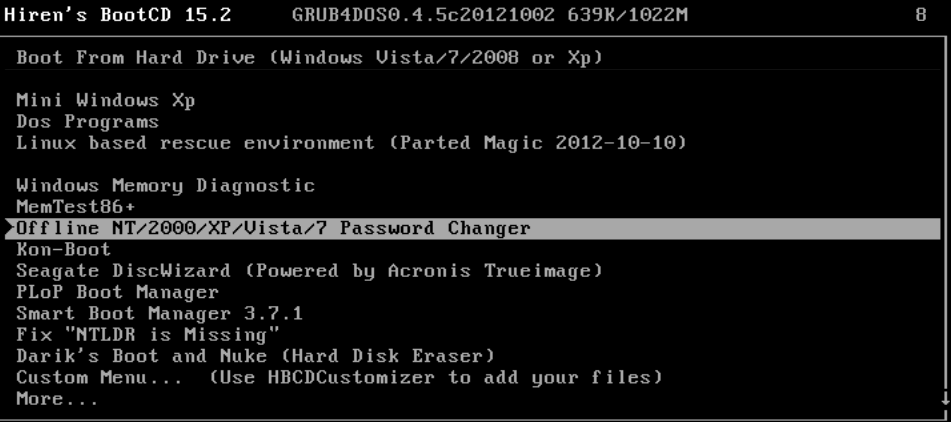 Hiren's BootCD 15.2 GRUB4DOS0.4.5c20121002 639K/1022M 8
Boot From Hard Drive (Windows Vista/7/2008 or Xp)
Mini Windows Xp
Dos Programs
Linux based rescue environment (Parted Magic 2012-10-10)
Windows Memory Diagnostic
MemTest86+
Offline NT/2000/XP/Vista/7 Password Changer
Kon-Boot
Seagate DiscWizard (Powered by Acronis Trueimage)
PLoP Boot Manager
Smart Boot Manager 3.7.1
Fix "NTLDR is Missing"
Darik's Boot and Nuke (Hard Disk Eraser)
Custom Menu... (Use HBCDCustomizer to add your files)
More...